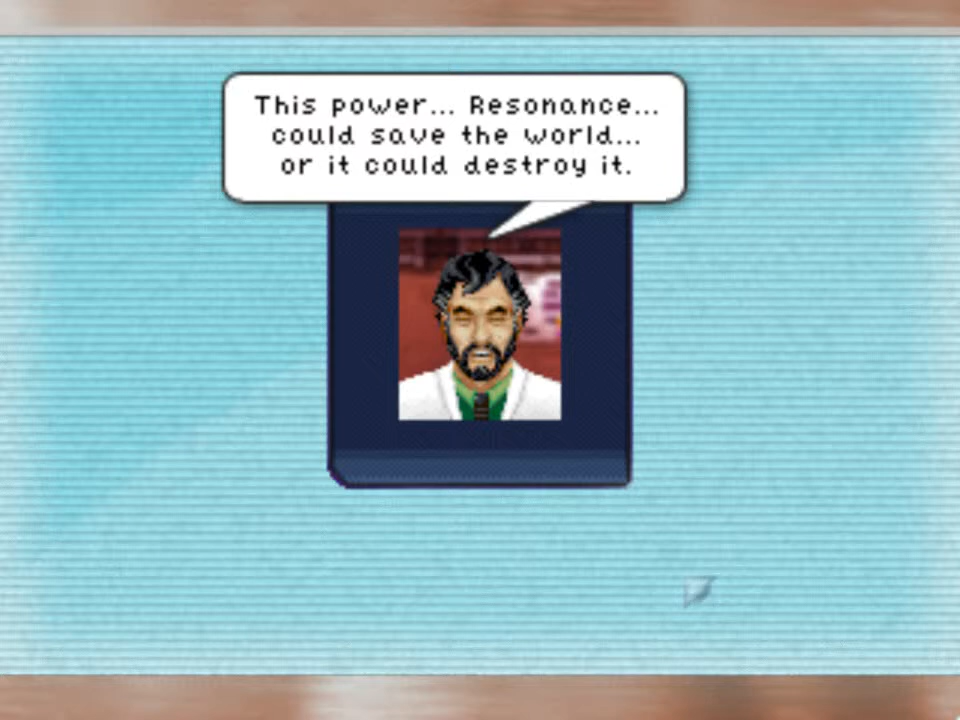 This power... Resonance...
could save the world...
or it could destroy it.